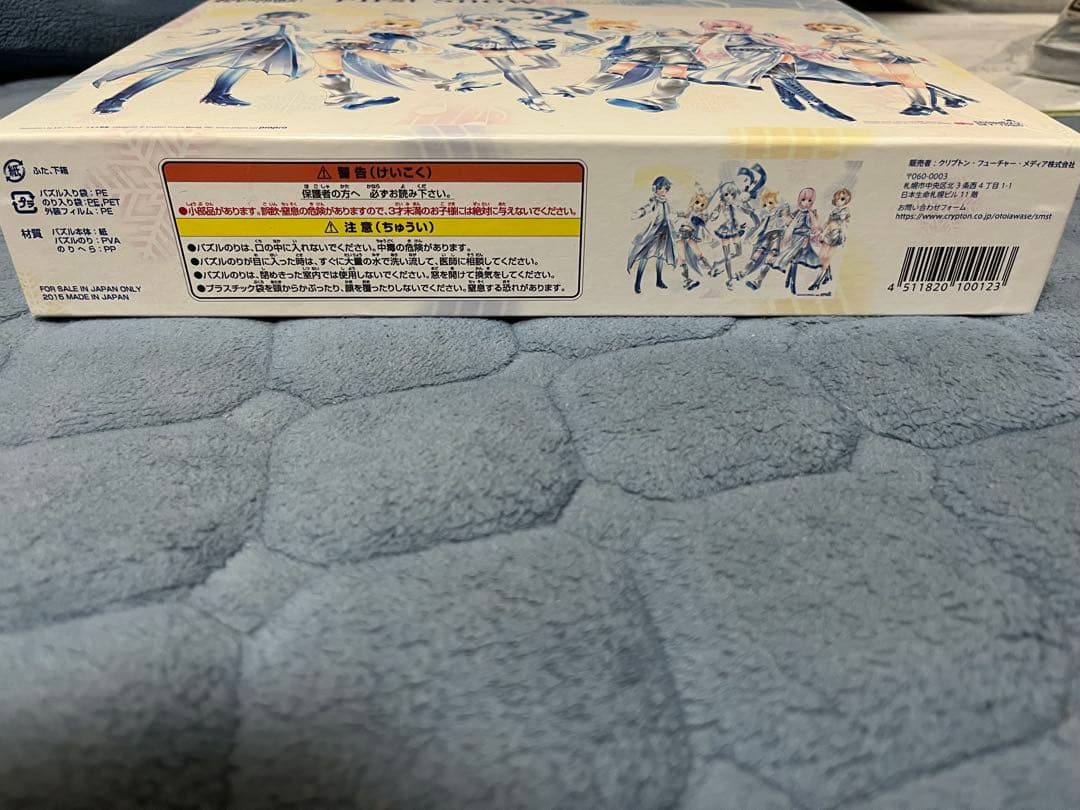 FIRST SHOW
紙 ふた、下箱
プラ
パズル入り袋:PE
のり入り袋:PE,PET
外装フィルム:PE
材質 パズル本体:紙
パズルのり:PVA
のりへら:PP
FOR SALE IN JAPAN ONLY
2015 MADE IN JAPAN
⚠ 警告(けいこく)
保護者の方へ 必ずお読み下さい。
●小部品があります。誤飲・窒息の危険がありますので、3才未満のお子様には絶対に与えないでください。
⚠ 注意(ちゅうい)
●パズルのりは、口の中に入れないでください。中毒の危険があります。
●パズルのりが目に入った時は、すぐに大量の水で洗い流して、医師に相談してください。
●パズルのりは、閉めきった室内では使用しないでください。窓を開けて換気をしてください。
●プラスチック袋を頭からかぶったり、顔を覆ったりしないでください。窒息する恐れがあります。
販売者:クリプトン・フューチャー・メディア株式会社
〒060-0003
札幌市中央区北3条西4丁目1-1
日本生命札幌ビル11階
お問い合わせフォーム
https://www.crypton.co.jp/otoiawase/smst
4 511820 100123